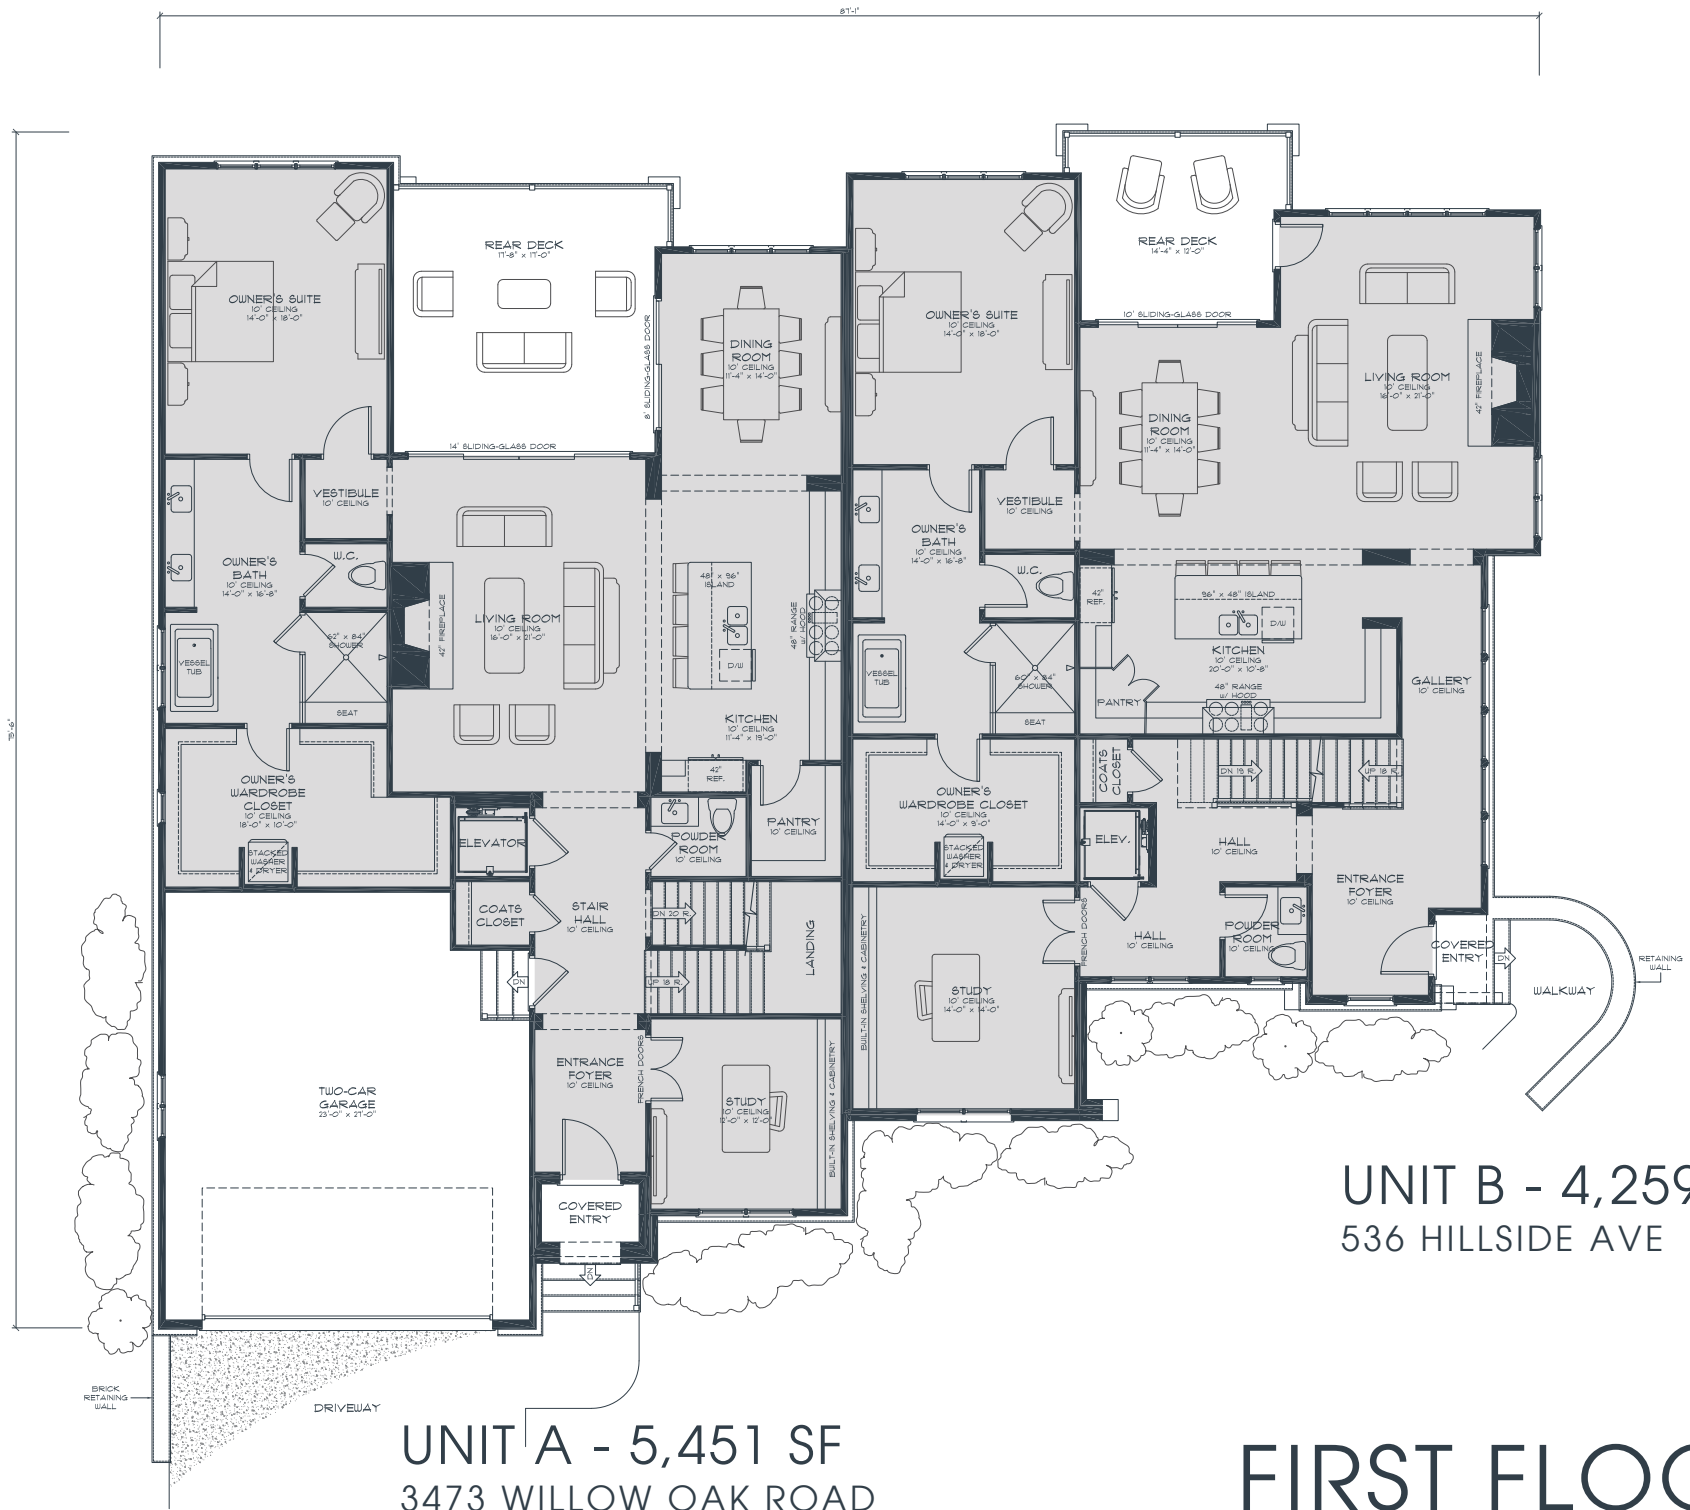 87'-1"
REAR DECK
17'-8" x 17'-0"
OWNER'S SUITE
10' CEILING
14'-0" x 18'-0"
8' SLIDING-GLASS DOOR
14' SLIDING-GLASS DOOR
DINING
ROOM
10' CEILING
11'-4" x 14'-0"
OWNER'S SUITE
10' CEILING
14'-0" x 18'-0"
REAR DECK
14'-4" x 12'-0"
10' SLIDING-GLASS DOOR
LIVING ROOM
10' CEILING
16'-0" x 21'-0"
42" FIREPLACE
DINING
ROOM
10' CEILING
11'-4" x 14'-0"
VESTIBULE
10' CEILING
W.C.
OWNER'S
BATH
10' CEILING
14'-0" x 16'-8"
62" x 84"
SHOWER
VESSEL
TUB
SEAT
42" FIREPLACE
LIVING ROOM
10' CEILING
16'-0" x 21'-0"
48" x 96"
ISLAND
48" RANGE
w/ HOOD
D/W
KITCHEN
10' CEILING
11'-4" x 19'-0"
42"
REF.
VESTIBULE
10' CEILING
OWNER'S
BATH
10' CEILING
14'-0" x 16'-8"
W.C.
VESSEL
TUB
60" x 84"
SHOWER
SEAT
42"
REF.
96" x 48" ISLAND
D/W
KITCHEN
10' CEILING
20'-0" x 10'-8"
48" RANGE
w/ HOOD
PANTRY
GALLERY
10' CEILING
OWNER'S
WARDROBE
CLOSET
10' CEILING
18'-0" x 10'-0"
STACKED
WASHER
& DRYER
ELEVATOR
POWDER
ROOM
10' CEILING
PANTRY
10' CEILING
OWNER'S
WARDROBE CLOSET
10' CEILING
14'-0" x 9'-0"
STACKED
WASHER
& DRYER
COATS
CLOSET
DN 19 R.
UP 18 R.
ELEV.
HALL
10' CEILING
ENTRANCE
FOYER
10' CEILING
COATS
CLOSET
STAIR
HALL
10' CEILING
DN 20 R.
LANDING
UP 18 R.
DN
BUILT-IN SHELVING & CABINETRY
FRENCH DOORS
HALL
10' CEILING
POWDER
ROOM
10' CEILING
COVERED
ENTRY
DN
STUDY
10' CEILING
14'-0" x 14'-0"
WALKWAY
RETAINING
WALL
ENTRANCE
FOYER
10' CEILING
FRENCH DOORS
STUDY
10' CEILING
12'-0" x 12'-0"
BUILT-IN SHELVING & CABINETRY
TWO-CAR
GARAGE
23'-0" x 27'-0"
COVERED
ENTRY
DN
BRICK
RETAINING
WALL
DRIVEWAY
UNIT B - 4,259
536 HILLSIDE AVE
UNIT A - 5,451 SF
3473 WILLOW OAK ROAD
FIRST FLOO